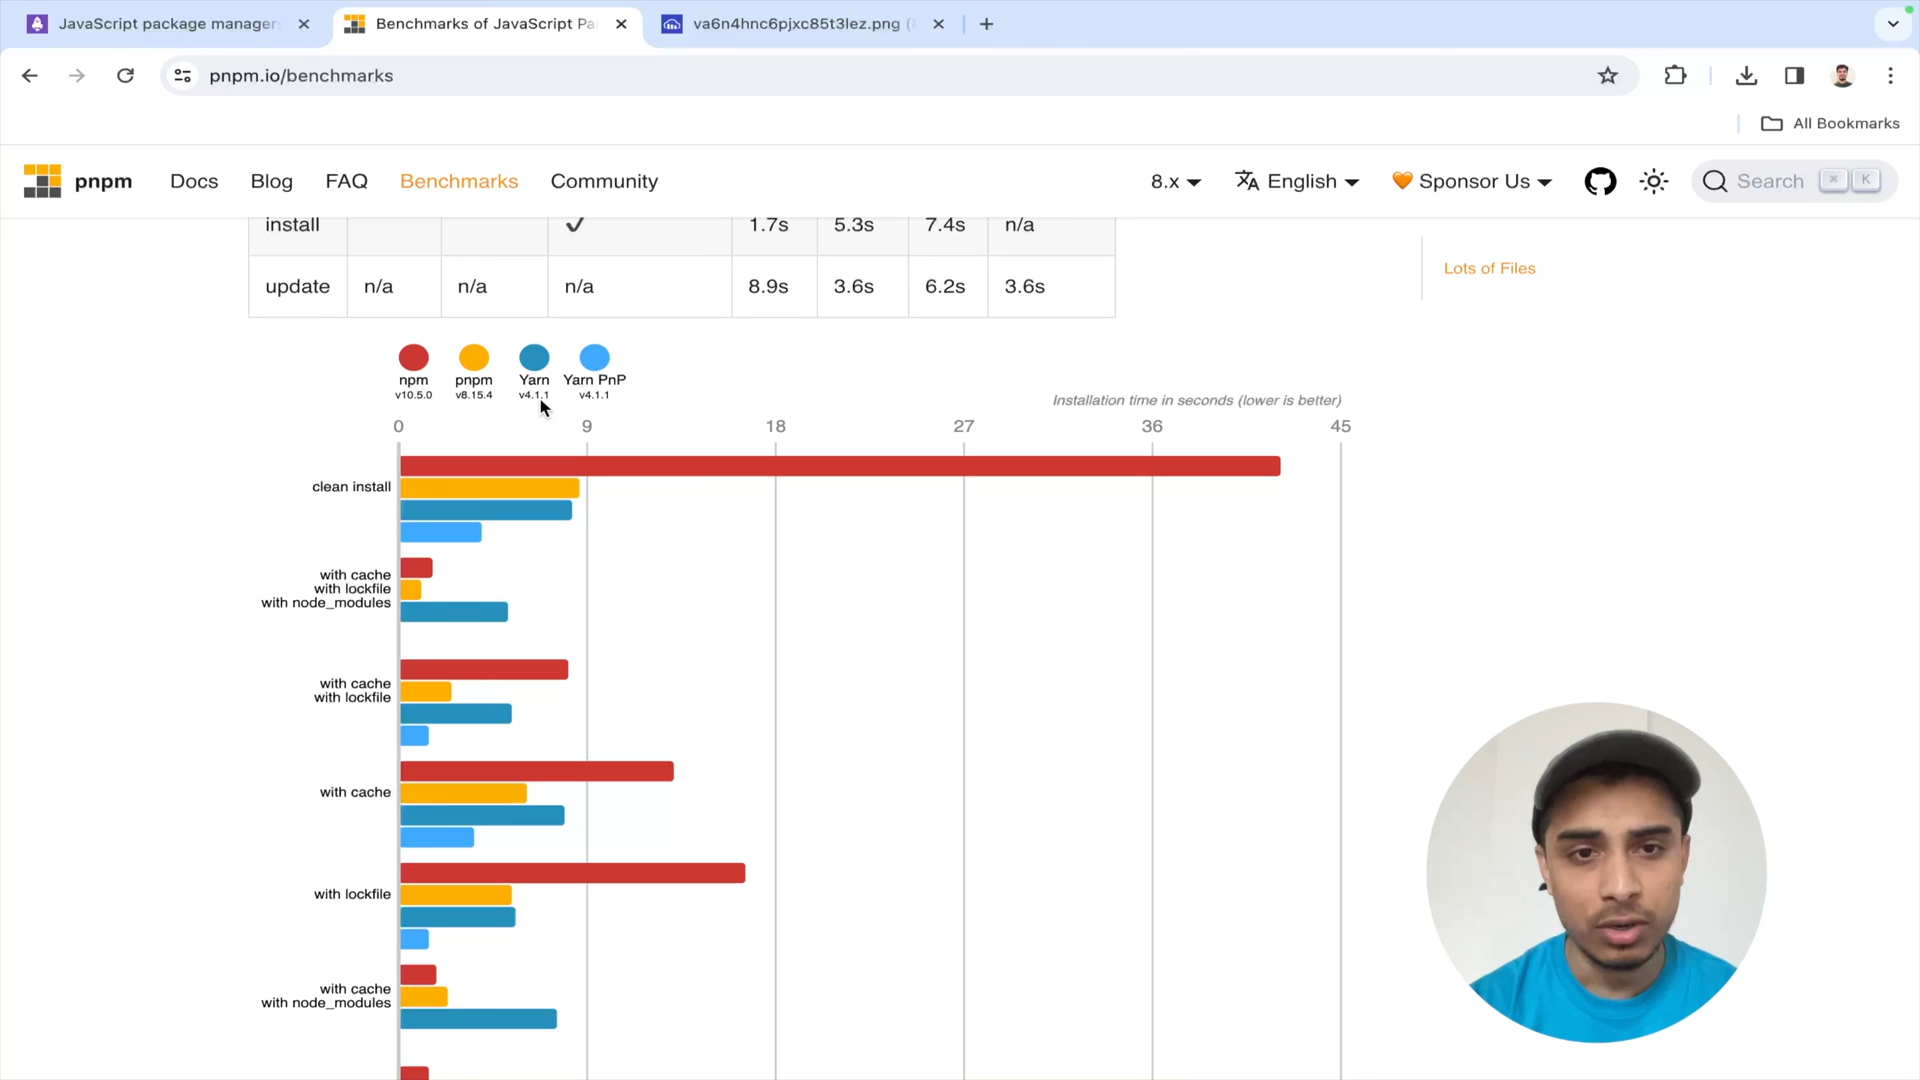 JavaScript package manager
Benchmarks of JavaScript Pa
va6n4hnc6pjxc85t3lez.png (
pnpm.io/benchmarks
All Bookmarks
pnpm
Docs
Blog
FAQ
Benchmarks
Community
8.x
English
Sponsor Us
Search
⌘ K
install ✔ 1.7s 5.3s 7.4s n/a
update n/a n/a n/a 8.9s 3.6s 6.2s 3.6s
Lots of Files
npm pnpm Yarn Yarn PnP
v10.5.0 v8.15.4 v4.1.1 v4.1.1
Installation time in seconds (lower is better)
0 9 18 27 36 45
clean install
with cache
with lockfile
with node_modules
with cache
with lockfile
with cache
with lockfile
with cache
with node_modules